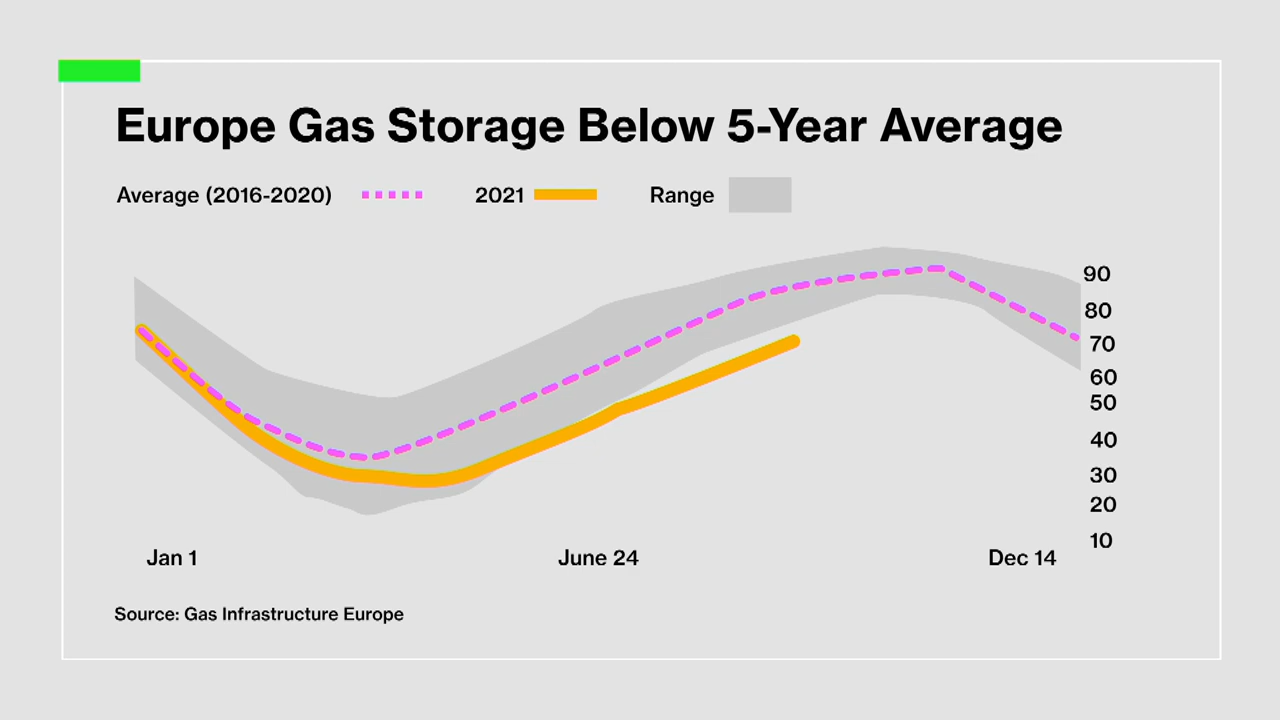 Europe Gas Storage Below 5-Year Average
Average (2016-2020) 2021 Range
90
80
70
60
50
40
30
20
10
Jan 1 June 24 Dec 14
Source: Gas Infrastructure Europe